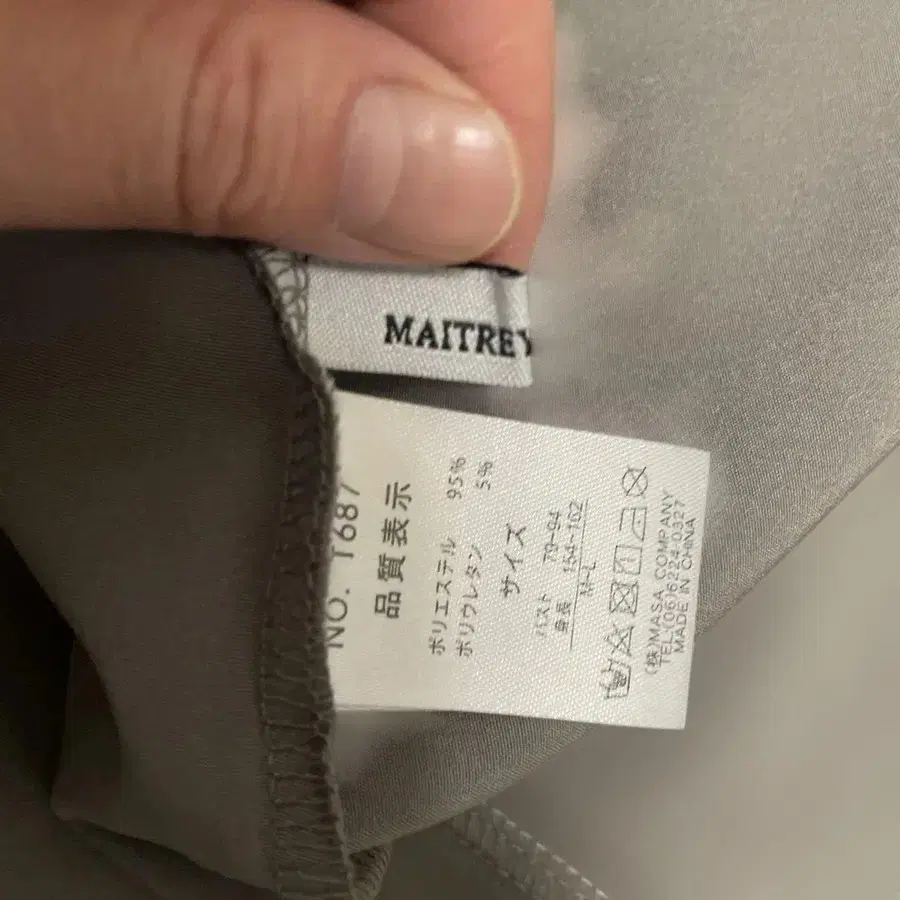 MAITREY
NO. 1687
品質表示
ポリエステル 95%
ポリウレタン 5%
サイズ
バスト 79-94
身長 154-162
M-L
(株)MASA COMPANY
TEL(06)6224-0327
MADE IN CHINA